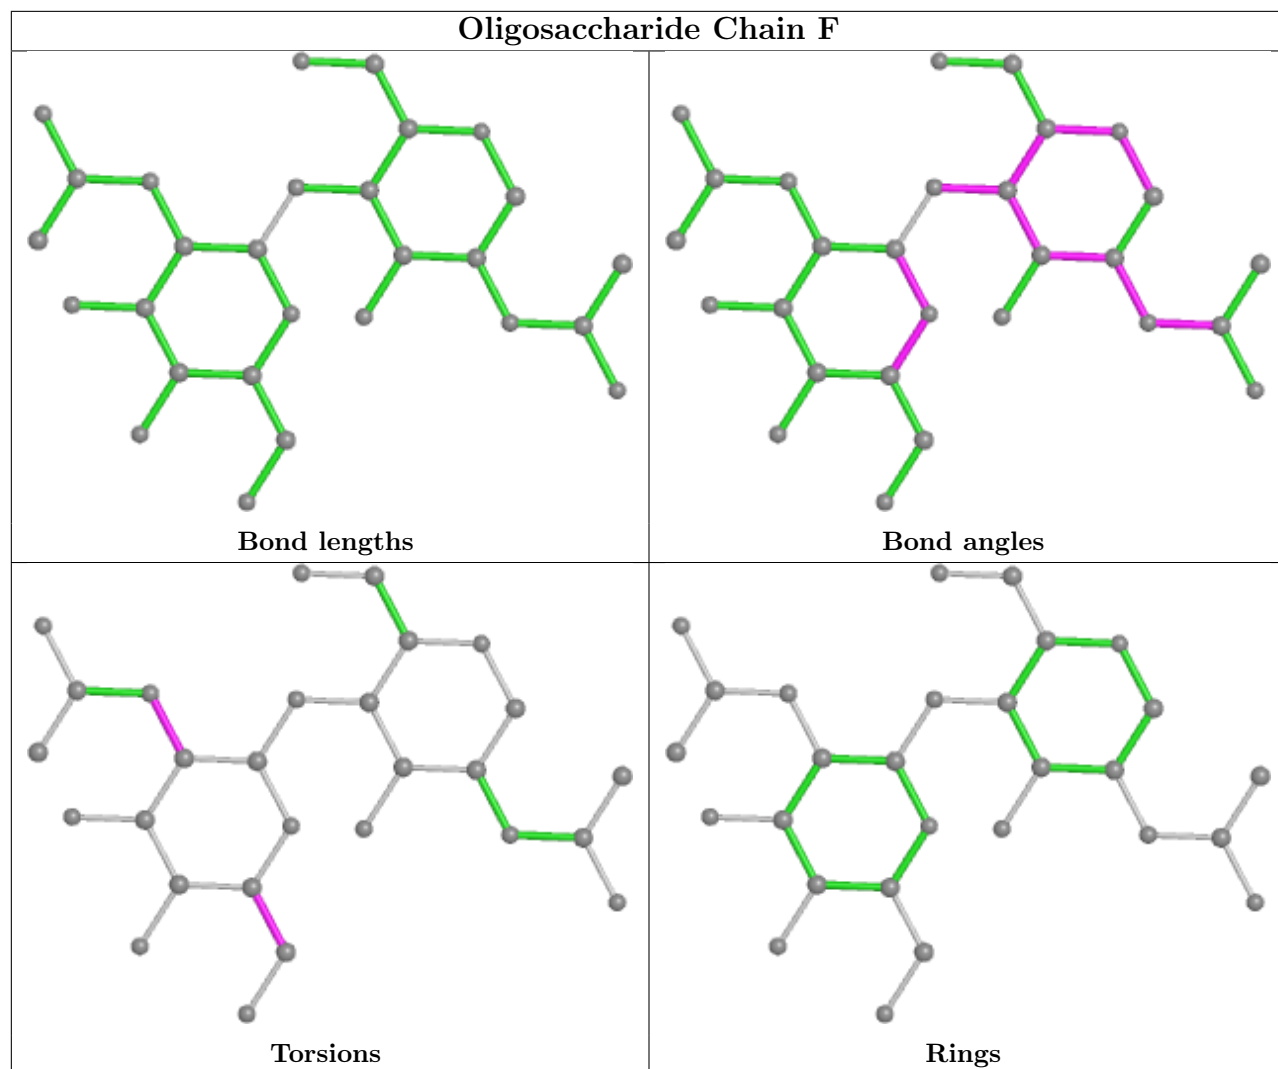 Oligosaccharide Chain F
Bond lengths
Bond angles
Torsions
Rings